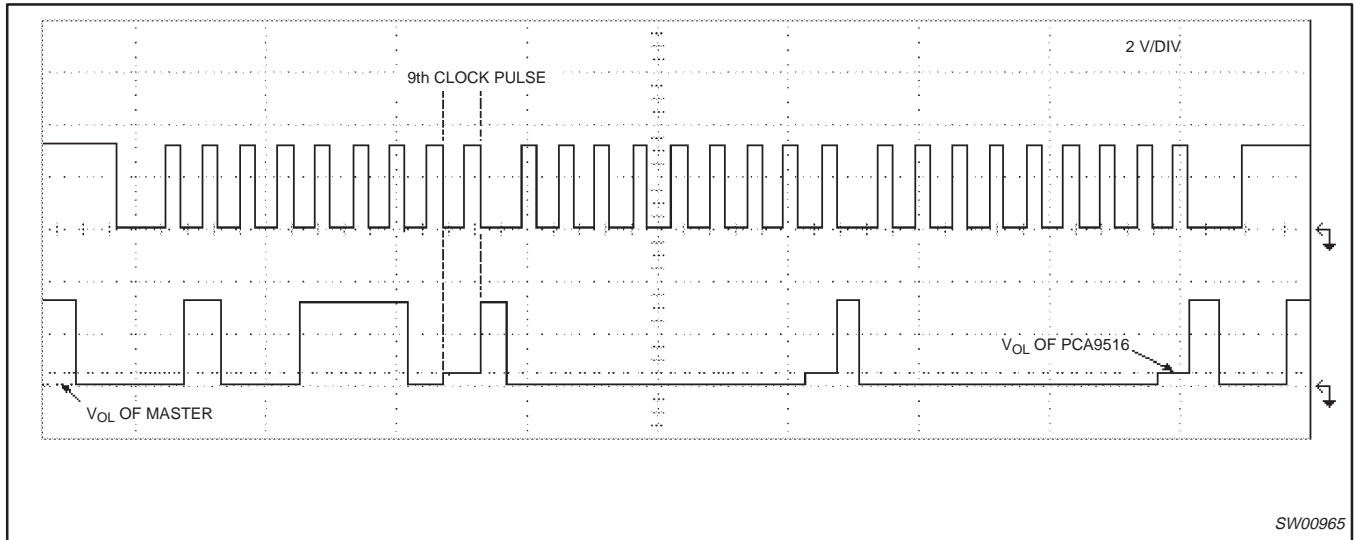 2 V/DIV
9th CLOCK PULSE
VOL OF PCA9516
VOL OF MASTER
SW00965